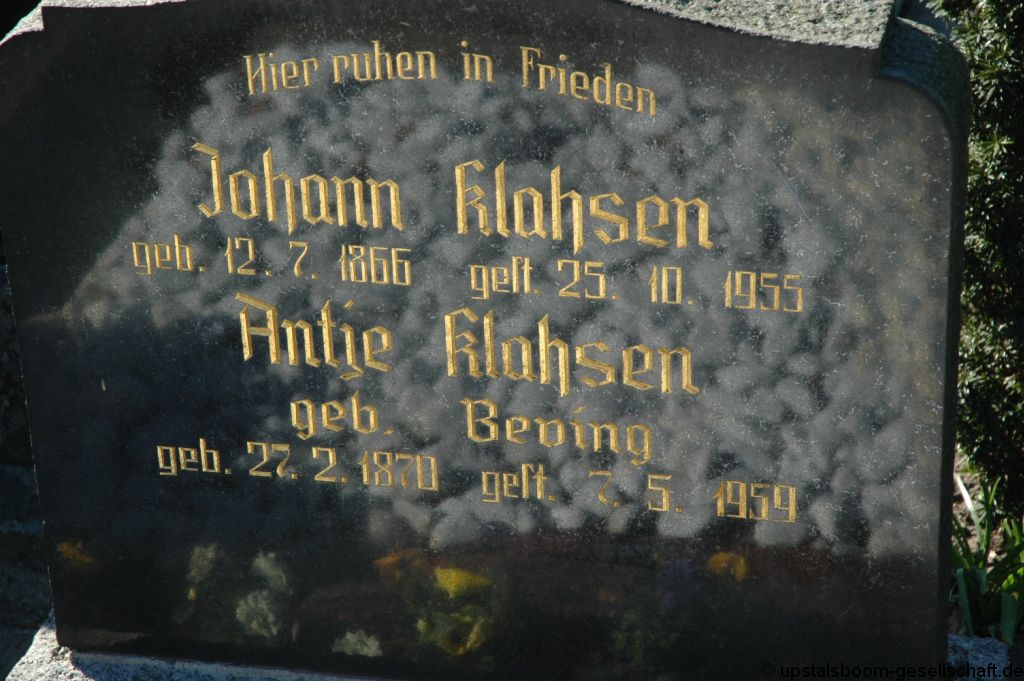 Hier ruhen in Frieden
Johann Klahsen
geb. 12. 7. 1866 gest. 25. 10. 1955
Antje Klahsen
geb. Beving
geb. 27. 2. 1870 gest. 7. 5. 1959
© upstalsboom-gesellschaft.de